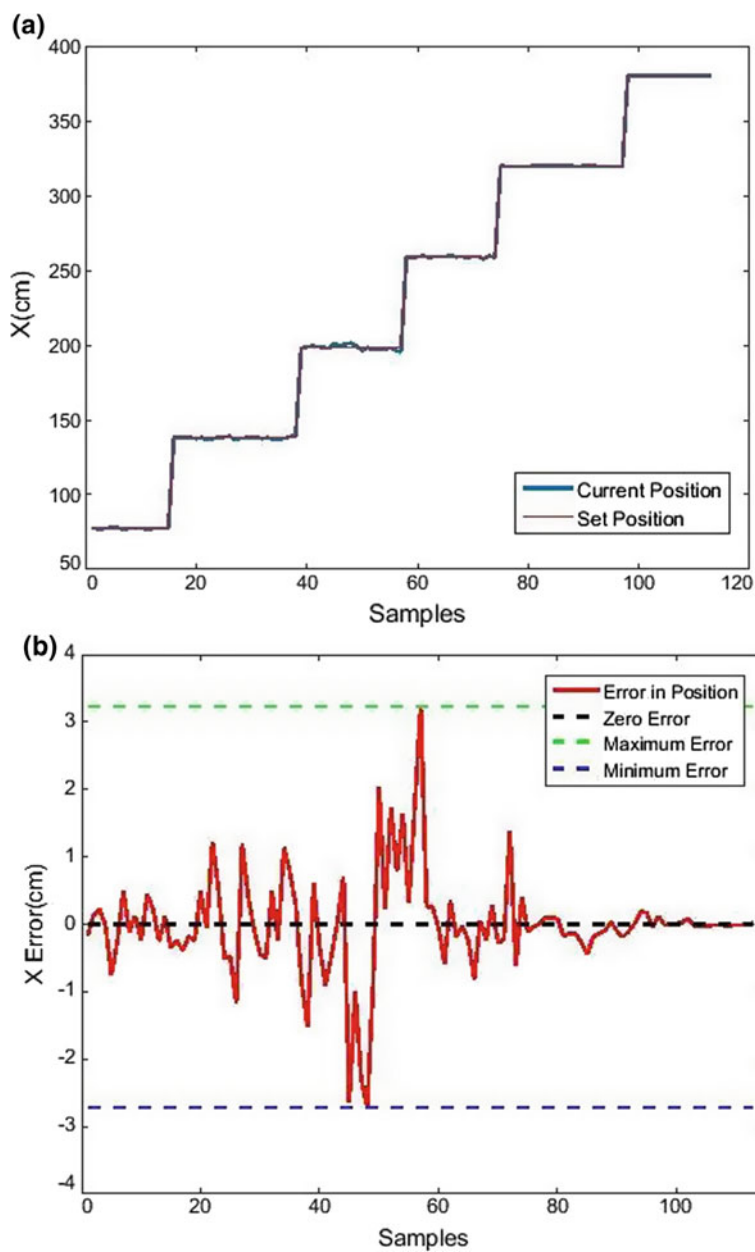 (a)
400
350
300
250
200
150
100
50
X(cm)
0
20
40
60
80
100
120
Samples
Current Position
Set Position
(b)
4
3
2
1
0
-1
-2
-3
-4
X Error(cm)
0
20
40
60
80
100
Samples
Error in Position
Zero Error
Maximum Error
Minimum Error